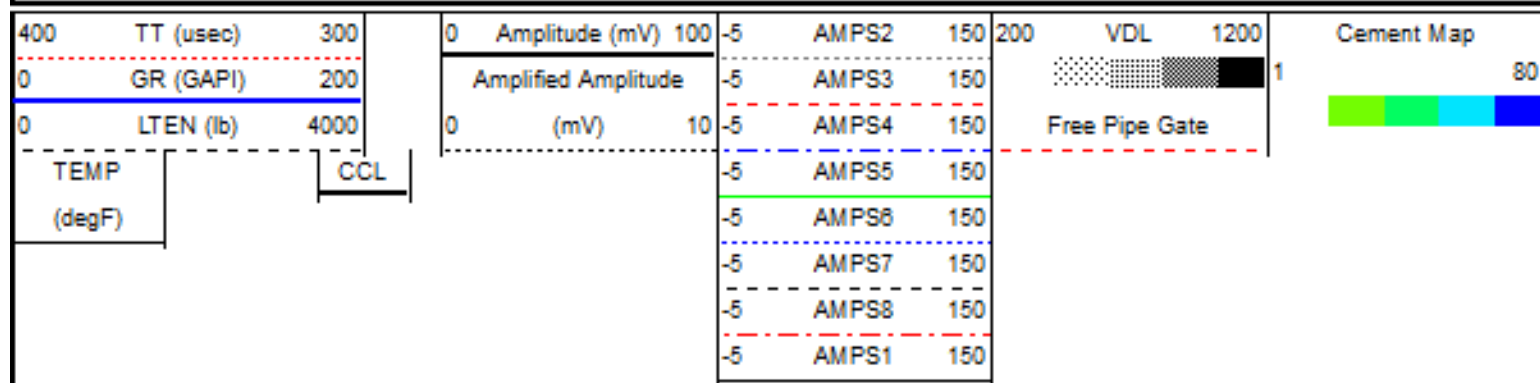 400 TT (usec) 300 0 Amplitude (mV) 100 -5 AMPS2 150 200 VDL 1200 Cement Map
0 GR (GAPI) 200 Amplified Amplitude -5 AMPS3 150 1 80
0 LTEN (lb) 4000 0 (mV) 10 -5 AMPS4 150 Free Pipe Gate
TEMP CCL -5 AMPS5 150
(degF) -5 AMPS6 150
-5 AMPS7 150
-5 AMPS8 150
-5 AMPS1 150